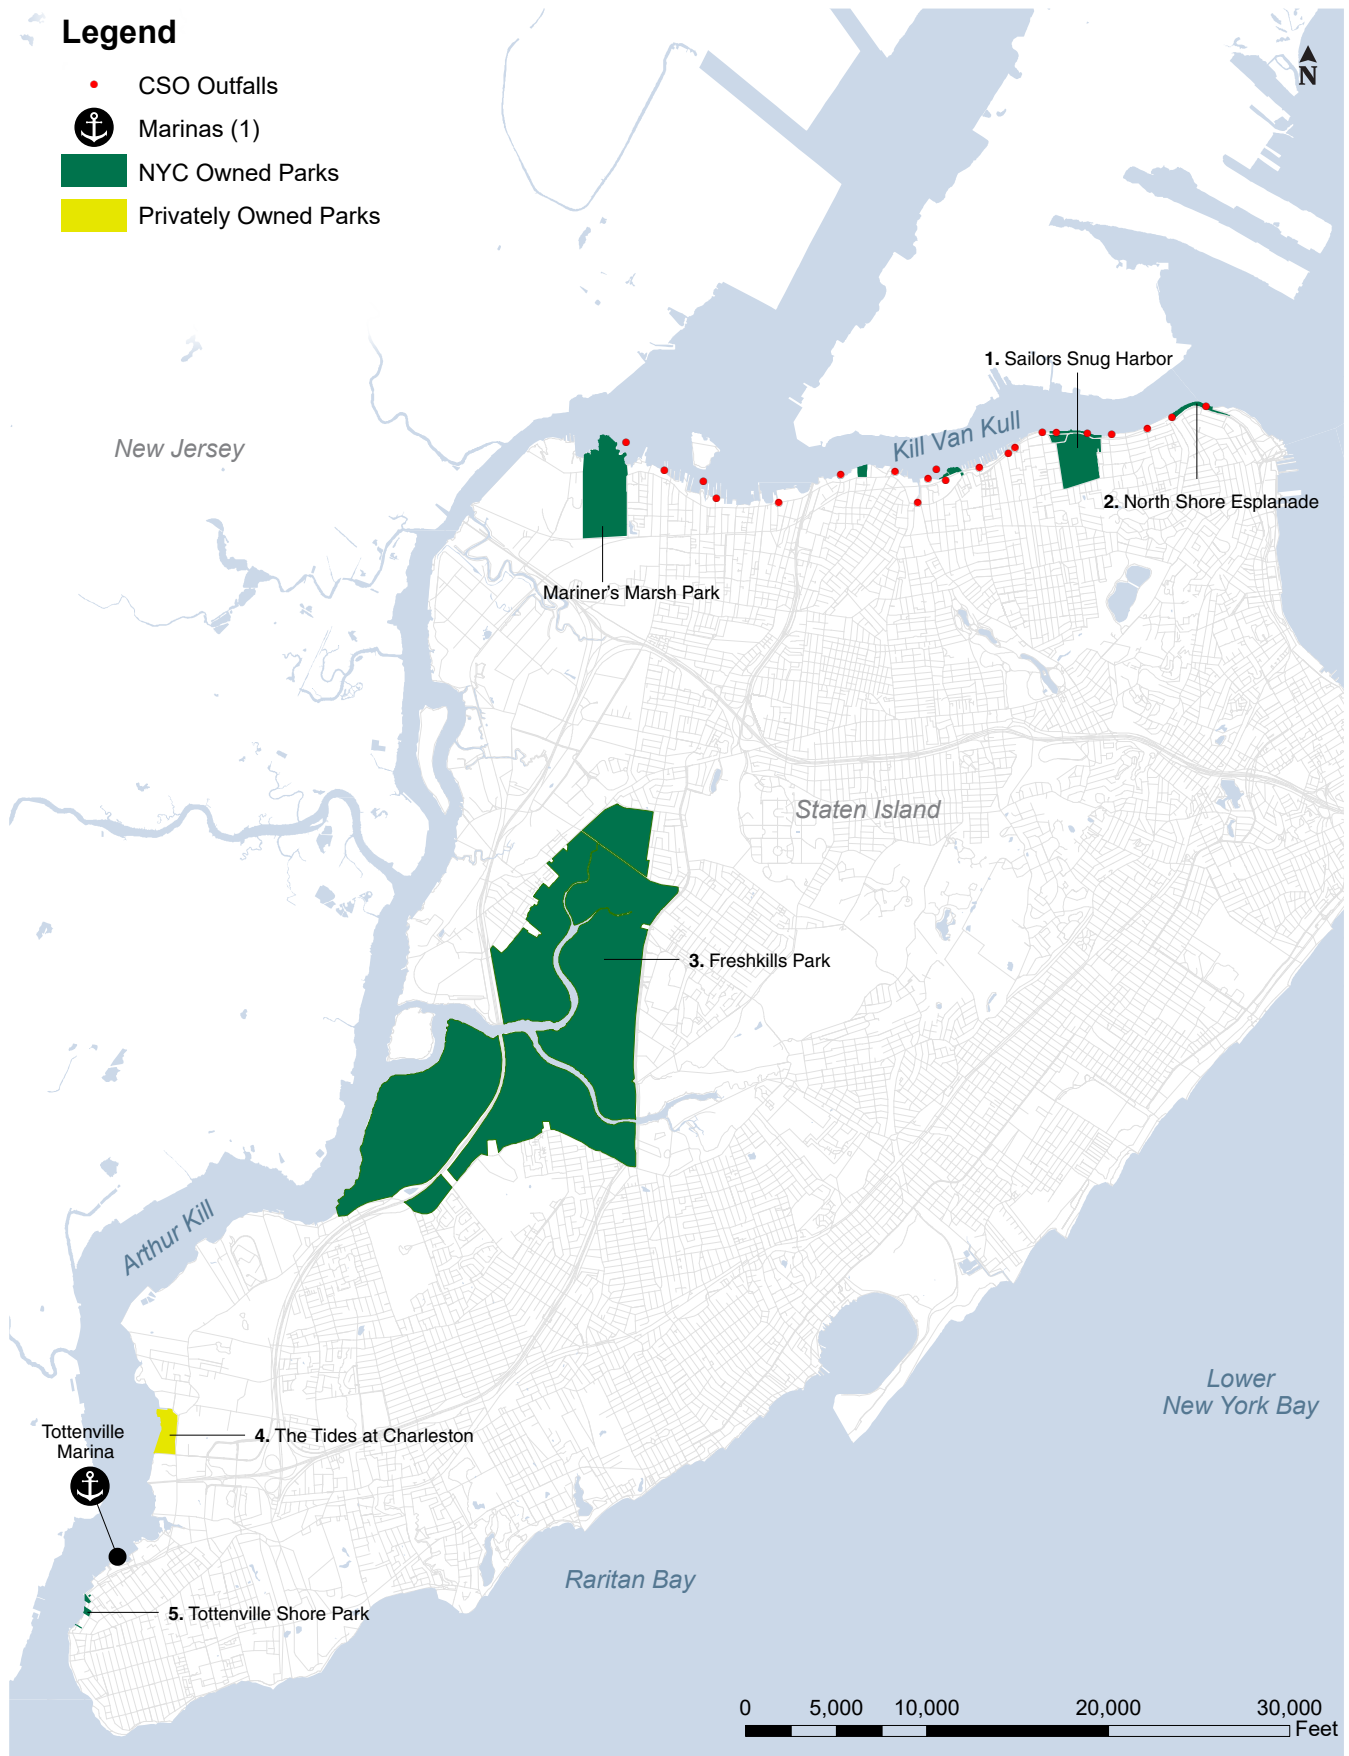 Legend
CSO Outfalls
Marinas (1)
NYC Owned Parks
Privately Owned Parks
N
1. Sailors Snug Harbor
Kill Van Kull
New Jersey
2. North Shore Esplanade
Mariner's Marsh Park
Staten Island
3. Freshkills Park
Arthur Kill
Lower
New York Bay
Tottenville
Marina
4. The Tides at Charleston
Raritan Bay
5. Tottenville Shore Park
0 5,000 10,000 20,000 30,000
Feet